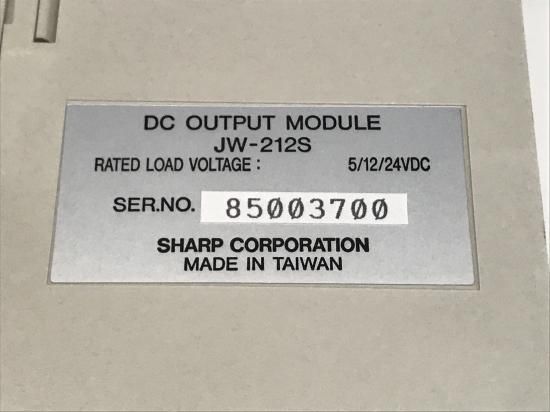 DC OUTPUT MODULE
JW-212S
RATED LOAD VOLTAGE : 5/12/24VDC
SER.NO. 85003700
SHARP CORPORATION
MADE IN TAIWAN